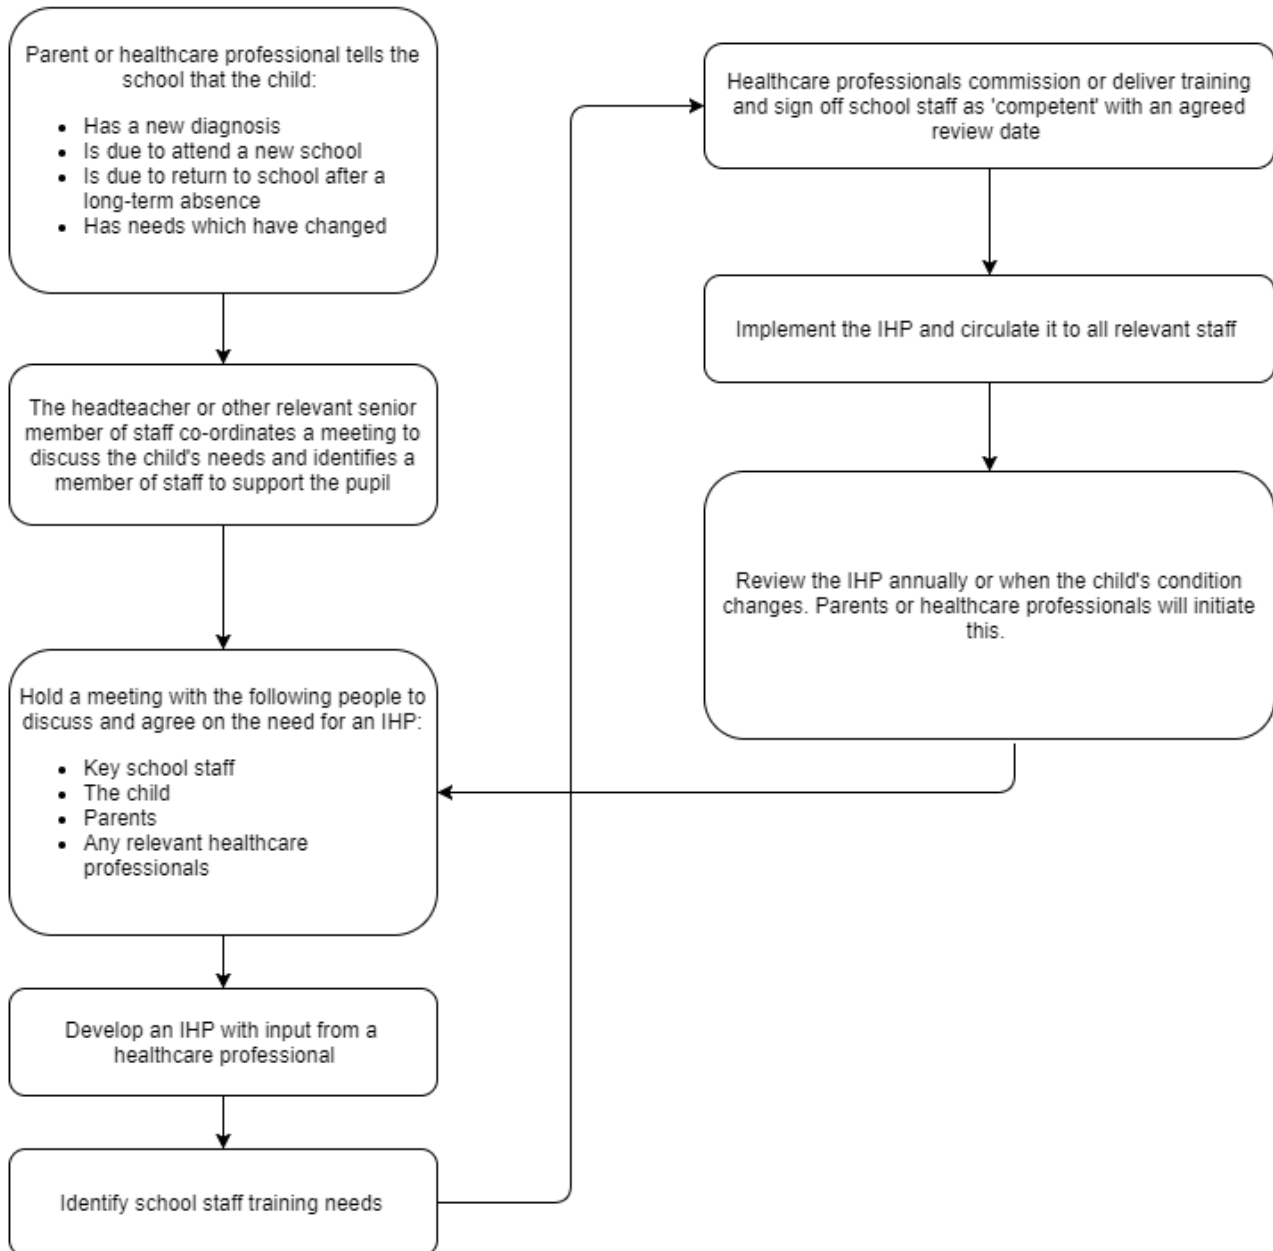 Parent or healthcare professional tells the
school that the child:
• Has a new diagnosis
• Is due to attend a new school
• Is due to return to school after a
long-term absence
• Has needs which have changed
The headteacher or other relevant senior
member of staff co-ordinates a meeting to
discuss the child's needs and identifies a
member of staff to support the pupil
Hold a meeting with the following people to
discuss and agree on the need for an IHP:
• Key school staff
• The child
• Parents
• Any relevant healthcare
professionals
Develop an IHP with input from a
healthcare professional
Identify school staff training needs
Healthcare professionals commission or deliver training
and sign off school staff as 'competent' with an agreed
review date
Implement the IHP and circulate it to all relevant staff
Review the IHP annually or when the child's condition
changes. Parents or healthcare professionals will initiate
this.